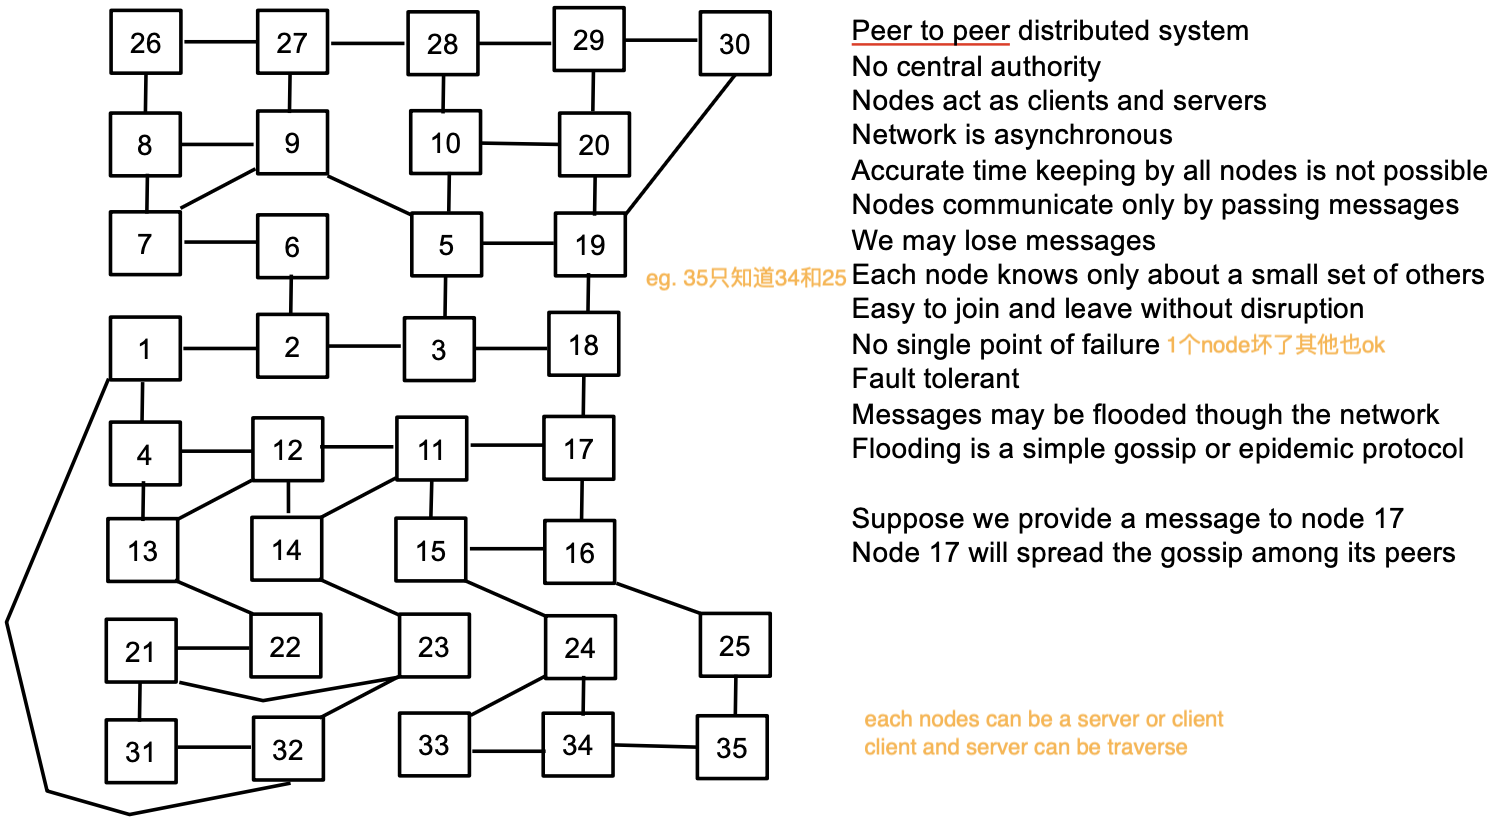 26 27 28 29 30
8 9 10 20
7 6 5 19
1 2 3 18
4 12 11 17
13 14 15 16
21 22 23 24 25
31 32 33 34 35
Peer to peer distributed system
No central authority
Nodes act as clients and servers
Network is asynchronous
Accurate time keeping by all nodes is not possible
Nodes communicate only by passing messages
We may lose messages
eg. 35只知道34和25
Each node knows only about a small set of others
Easy to join and leave without disruption
No single point of failure 1个node坏了其他也ok
Fault tolerant
Messages may be flooded though the network
Flooding is a simple gossip or epidemic protocol
Suppose we provide a message to node 17
Node 17 will spread the gossip among its peers
each nodes can be a server or client
client and server can be traverse